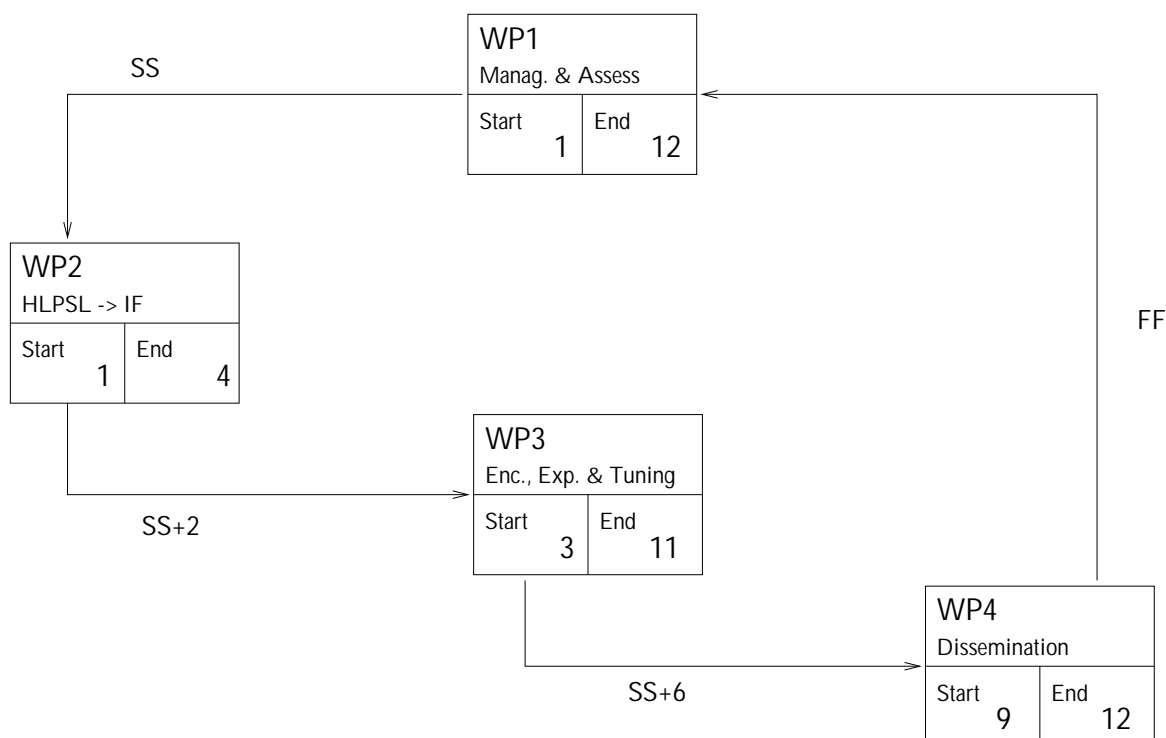 WP1
Manag. & Assess
Start
1
End
12
SS
WP2
HLPSL -> IF
Start
1
End
4
FF
WP3
Enc., Exp. & Tuning
Start
3
End
11
SS+2
WP4
Dissemination
Start
9
End
12
SS+6